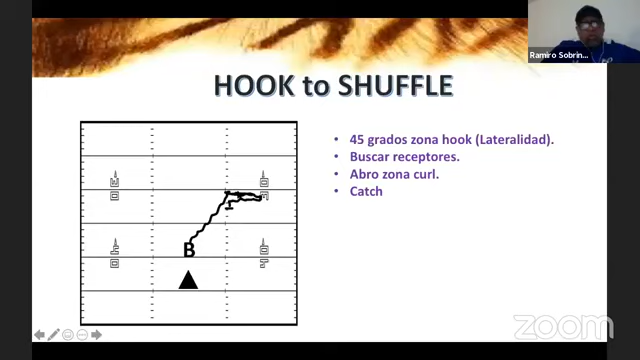 Ramiro Sobrin...
HOOK to SHUFFLE
• 45 grados zona hook (Lateralidad).
• Buscar receptores.
• Abro zona curl.
• Catch
B
zoom